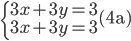 3x + 3y = 3
3x + 3y = 3 (4a)